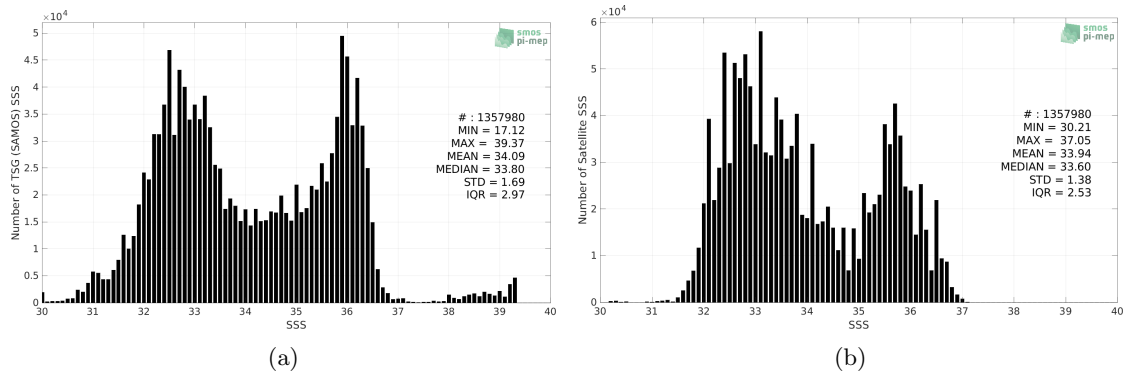 ×10⁴
5
4.5
4
3.5
3
2.5
2
1.5
1
0.5
0
30 31 32 33 34 35 36 37 38 39 40
SSS
Number of TSG (SAMOS) SSS
smos
pi-mep
# : 1357980
MIN = 17.12
MAX = 39.37
MEAN = 34.09
MEDIAN = 33.80
STD = 1.69
IQR = 2.97
(a)
×10⁴
6
5
4
3
2
1
0
30 31 32 33 34 35 36 37 38 39 40
SSS
Number of Satellite SSS
smos
pi-mep
# : 1357980
MIN = 30.21
MAX = 37.05
MEAN = 33.94
MEDIAN = 33.60
STD = 1.38
IQR = 2.53
(b)